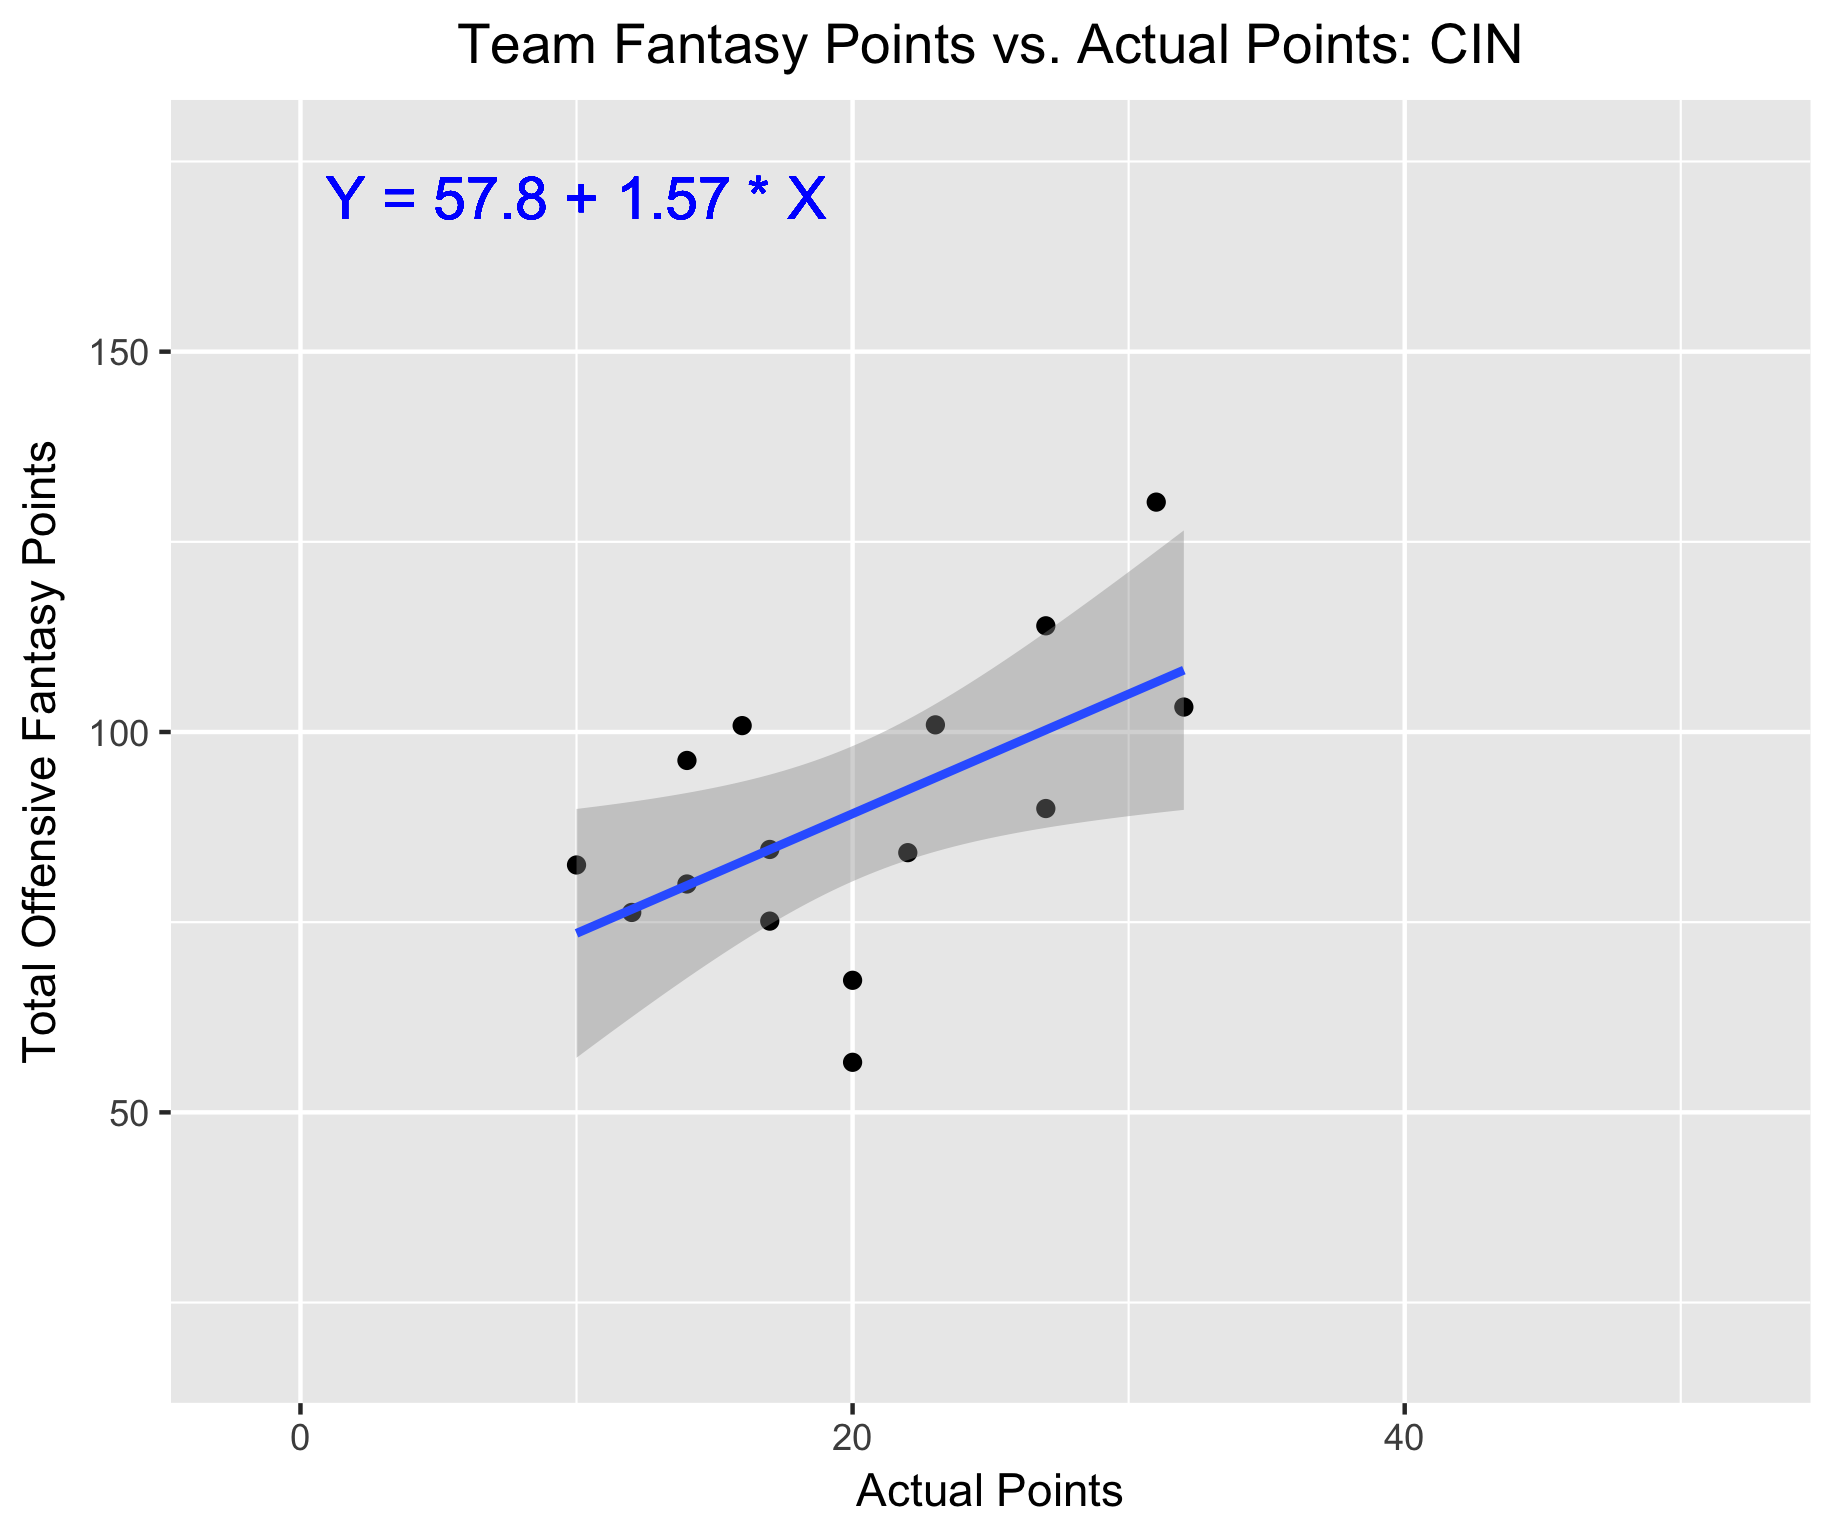 Team Fantasy Points vs. Actual Points: CIN
Y = 57.8 + 1.57 * X
Total Offensive Fantasy Points
150
100
50
0
20
40
Actual Points